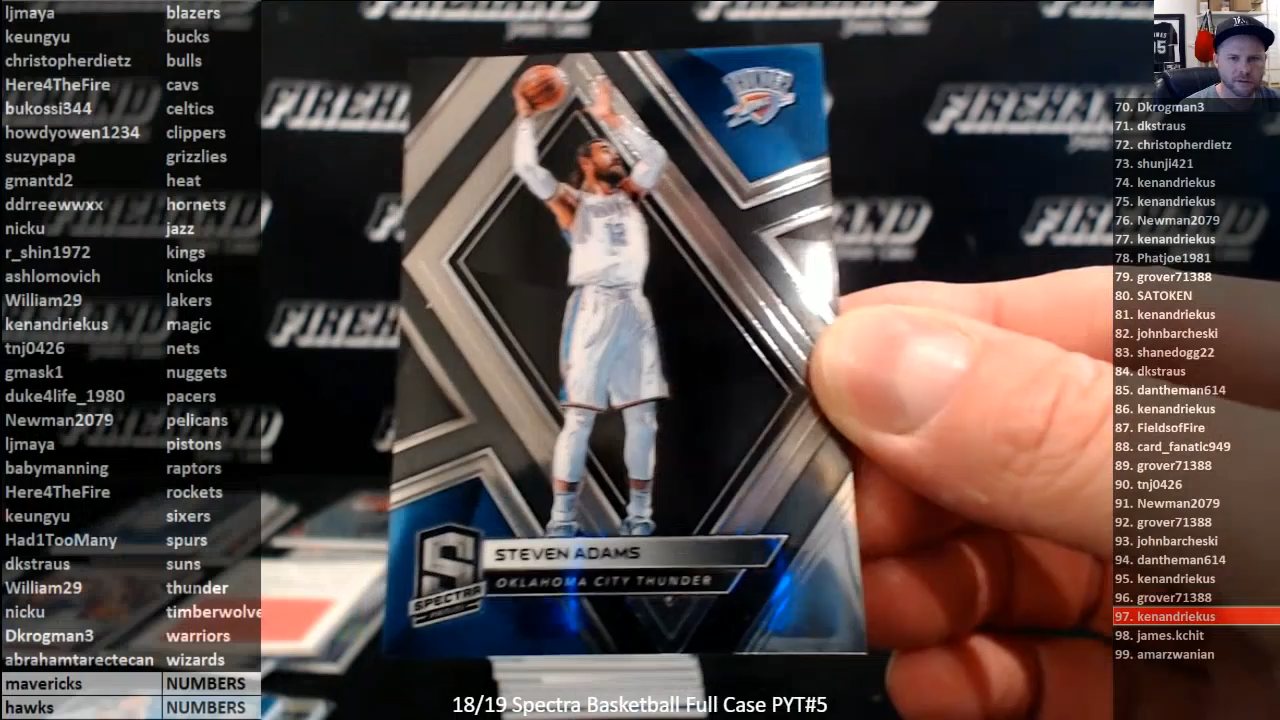 ljmaya blazers
keungyu bucks
christopherdietz bulls
Here4TheFire cavs
bukossi344 celtics
howdyowen1234 clippers
suzypapa grizzlies
gmantd2 heat
ddrreewwxx hornets
nicku jazz
r_shin1972 kings
ashlomovich knicks
William29 lakers
kenandriekus magic
tnj0426 nets
gmask1 nuggets
duke4life_1980 pacers
Newman2079 pelicans
ljmaya pistons
babymanning raptors
Here4TheFire rockets
keungyu sixers
Had1TooMany spurs
dkstraus suns
William29 thunder
nicku timberwolve
Dkrogman3 warriors
abrahamtarectecan wizards
mavericks NUMBERS
hawks NUMBERS
FIREHAND
FIREHAND
FIREHAND
THUNDER
12
STEVEN ADAMS
OKLAHOMA CITY THUNDER
SPECTRA
18/19 Spectra Basketball Full Case PYT#5
70. Dkrogman3
71. dkstraus
72. christopherdietz
73. shunji421
74. kenandriekus
75. kenandriekus
76. Newman2079
77. kenandriekus
78. Phatjoe1981
79. grover71388
80. SATOKEN
81. kenandriekus
82. johnbarcheski
83. shanedogg22
84. dkstraus
85. dantheman614
86. kenandriekus
87. FieldsofFire
88. card_fanatic949
89. grover71388
90. tnj0426
91. Newman2079
92. grover71388
93. johnbarcheski
94. dantheman614
95. kenandriekus
96. grover71388
97. kenandriekus
98. james.kchit
99. amarzwanian